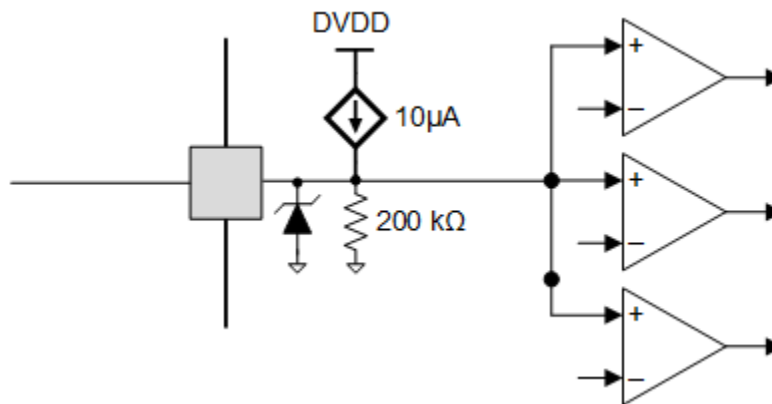 DVDD
10µA
200 kΩ
+
–
+
–
+
–